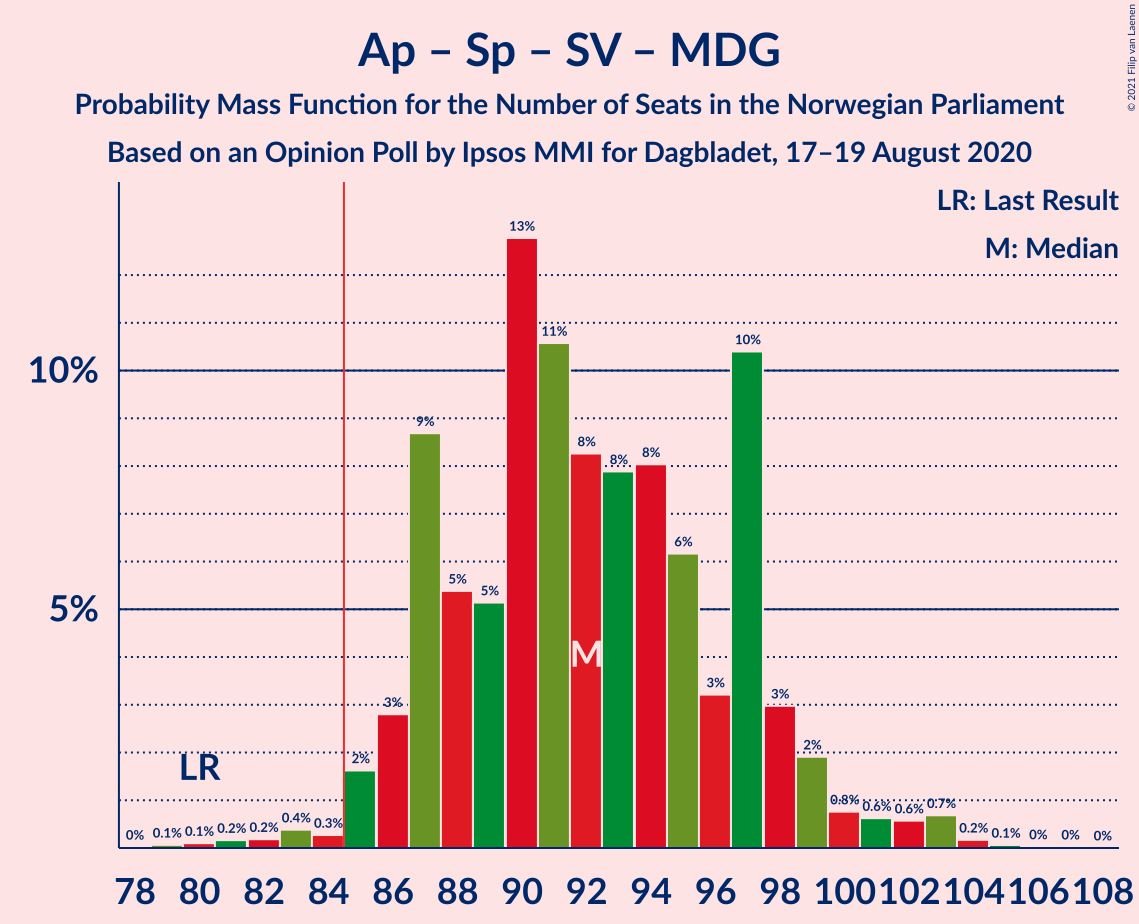 Ap – Sp – SV – MDG
Probability Mass Function for the Number of Seats in the Norwegian Parliament
Based on an Opinion Poll by Ipsos MMI for Dagbladet, 17–19 August 2020
© 2021 Filip van Laenen
LR: Last Result
M: Median
10%
5%
LR
M
0% 0.1% 0.1% 0.2% 0.2% 0.4% 0.3% 2% 3% 9% 5% 5% 13% 11% 8% 8% 8% 6% 3% 10% 3% 2% 0.8% 0.6% 0.6% 0.7% 0.2% 0.1% 0% 0% 0%
78 80 82 84 86 88 90 92 94 96 98 100 102 104 106 108